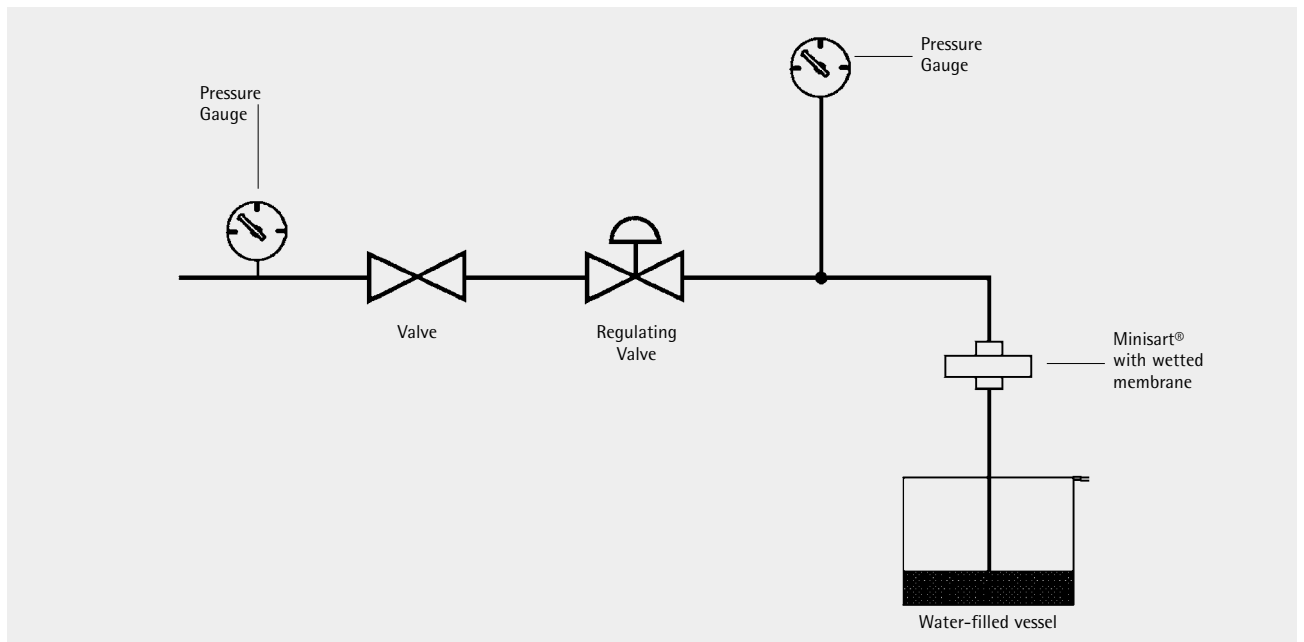 Pressure
Gauge
Pressure
Gauge
Valve
Regulating
Valve
Minisart®
with wetted
membrane
Water-filled vessel